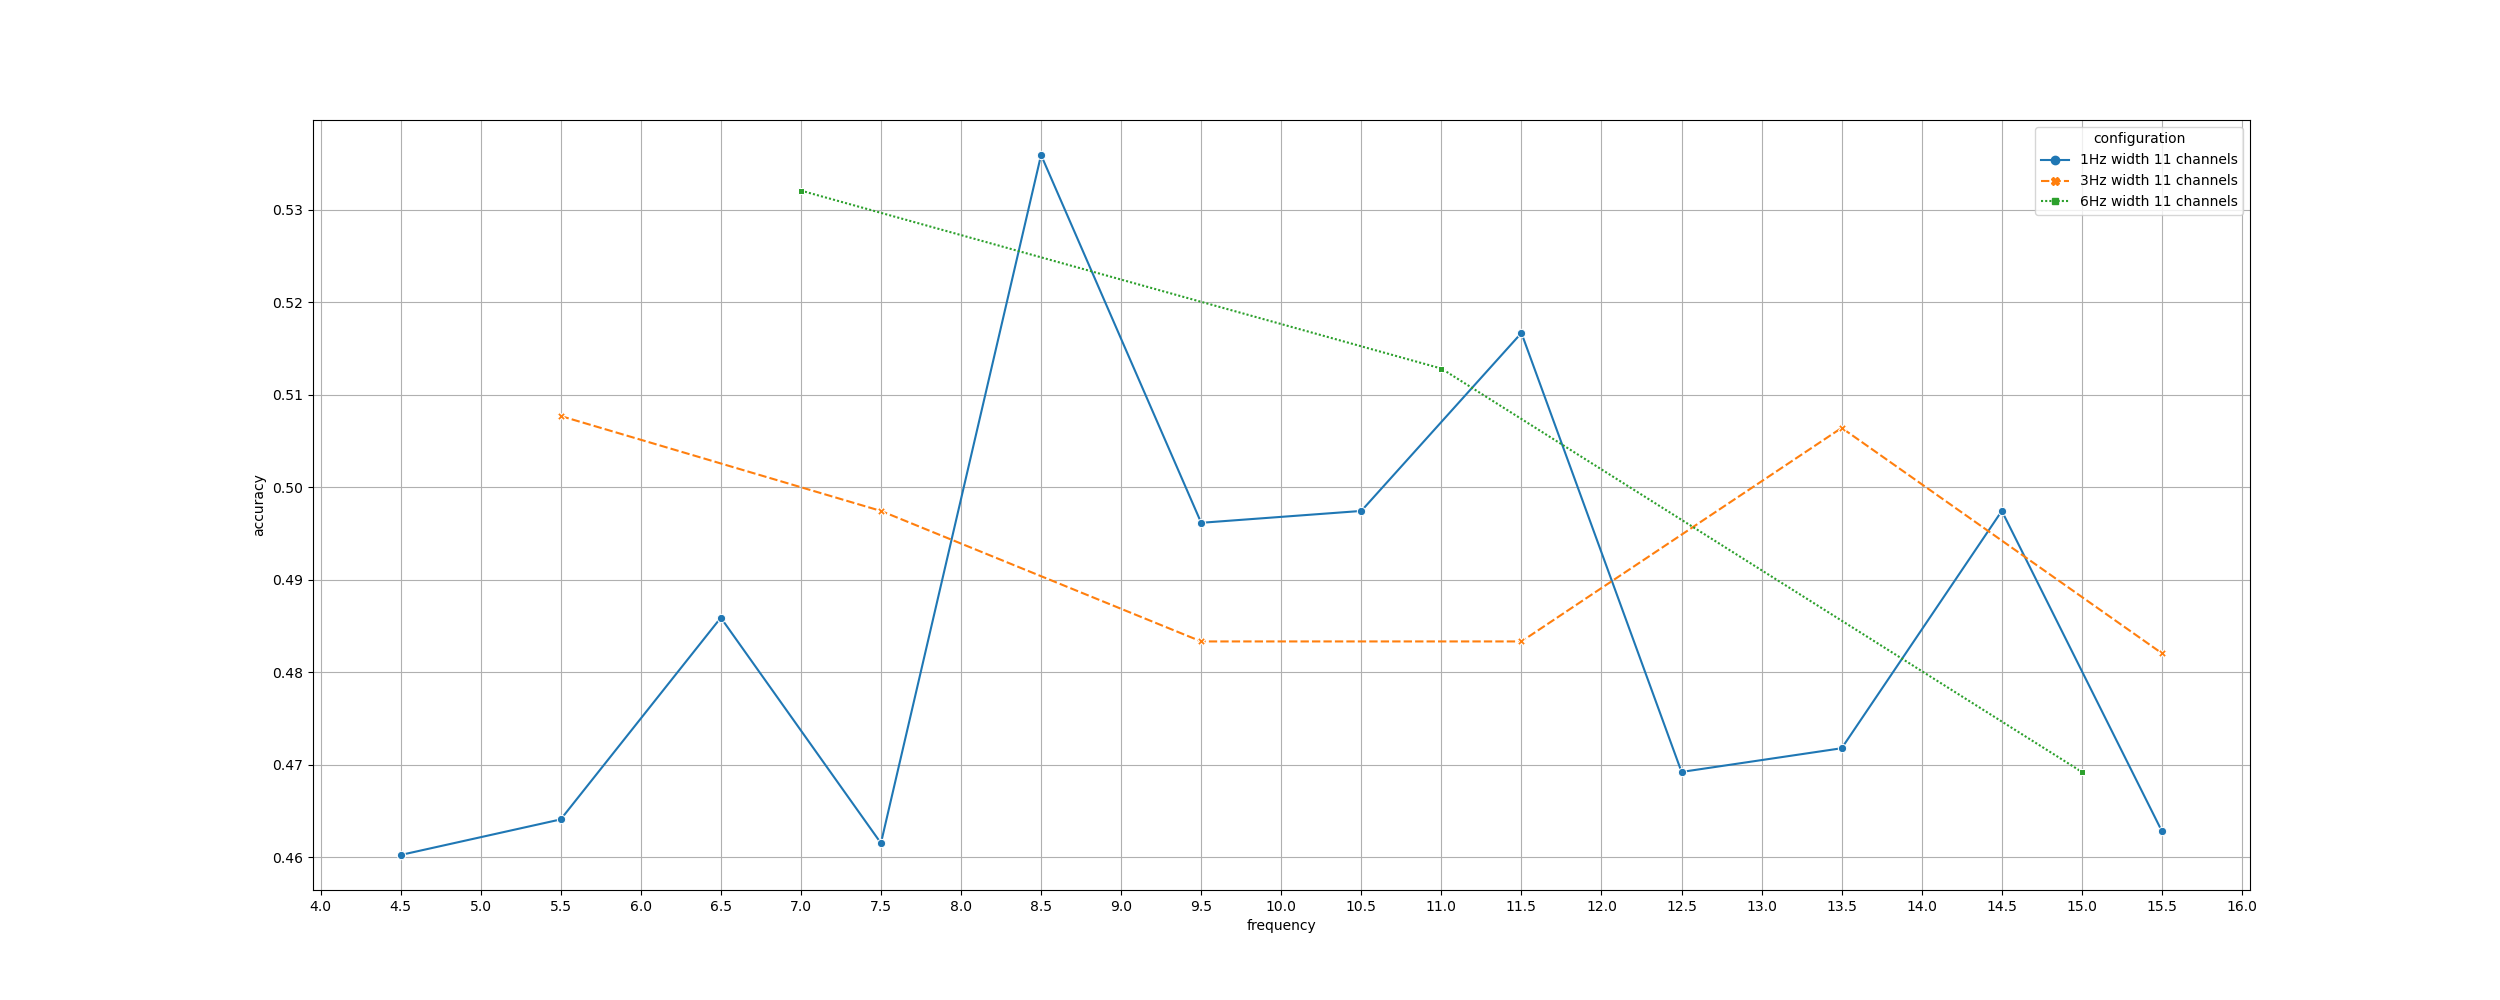 configuration
1Hz width 11 channels
3Hz width 11 channels
6Hz width 11 channels
0.53
0.52
0.51
0.50
0.49
0.48
0.47
0.46
accuracy
4.0 4.5 5.0 5.5 6.0 6.5 7.0 7.5 8.0 8.5 9.0 9.5 10.0 10.5 11.0 11.5 12.0 12.5 13.0 13.5 14.0 14.5 15.0 15.5 16.0
frequency